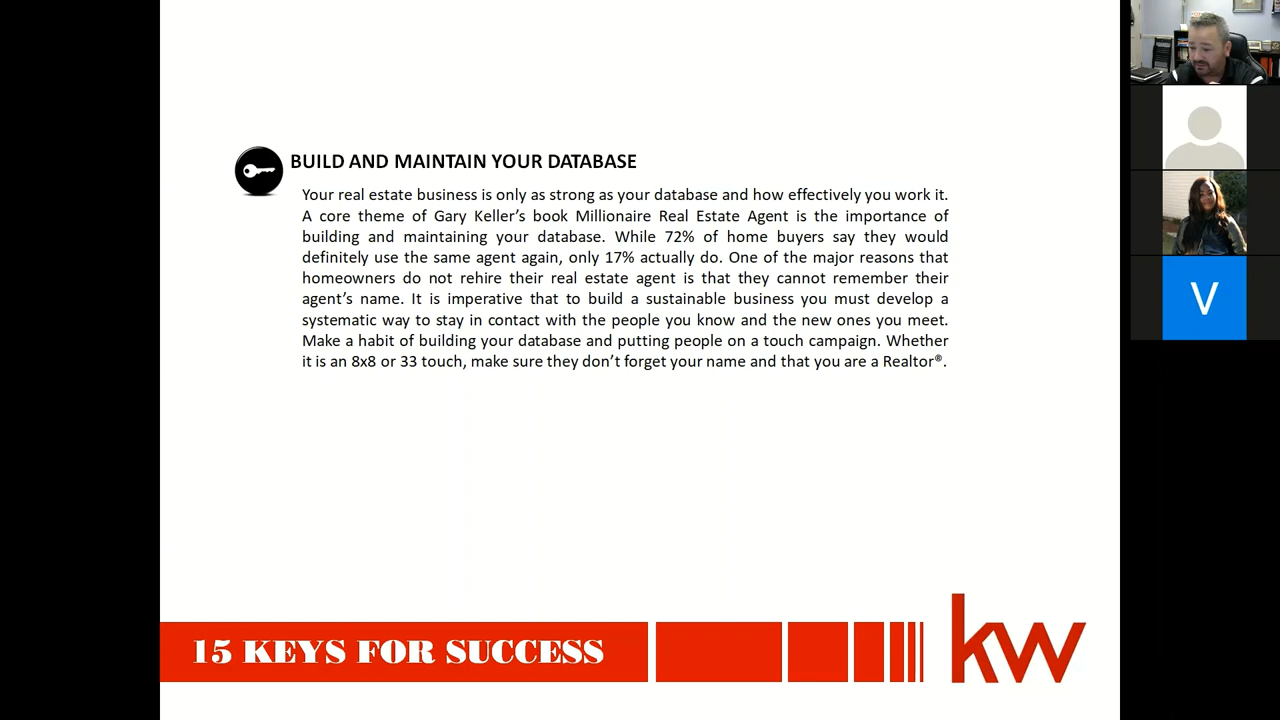 BUILD AND MAINTAIN YOUR DATABASE
Your real estate business is only as strong as your database and how effectively you work it.
A core theme of Gary Keller’s book Millionaire Real Estate Agent is the importance of
building and maintaining your database. While 72% of home buyers say they would
definitely use the same agent again, only 17% actually do. One of the major reasons that
homeowners do not rehire their real estate agent is that they cannot remember their
agent’s name. It is imperative that to build a sustainable business you must develop a
systematic way to stay in contact with the people you know and the new ones you meet.
Make a habit of building your database and putting people on a touch campaign. Whether
it is an 8x8 or 33 touch, make sure they don’t forget your name and that you are a Realtor®.
15 KEYS FOR SUCCESS
kw
V